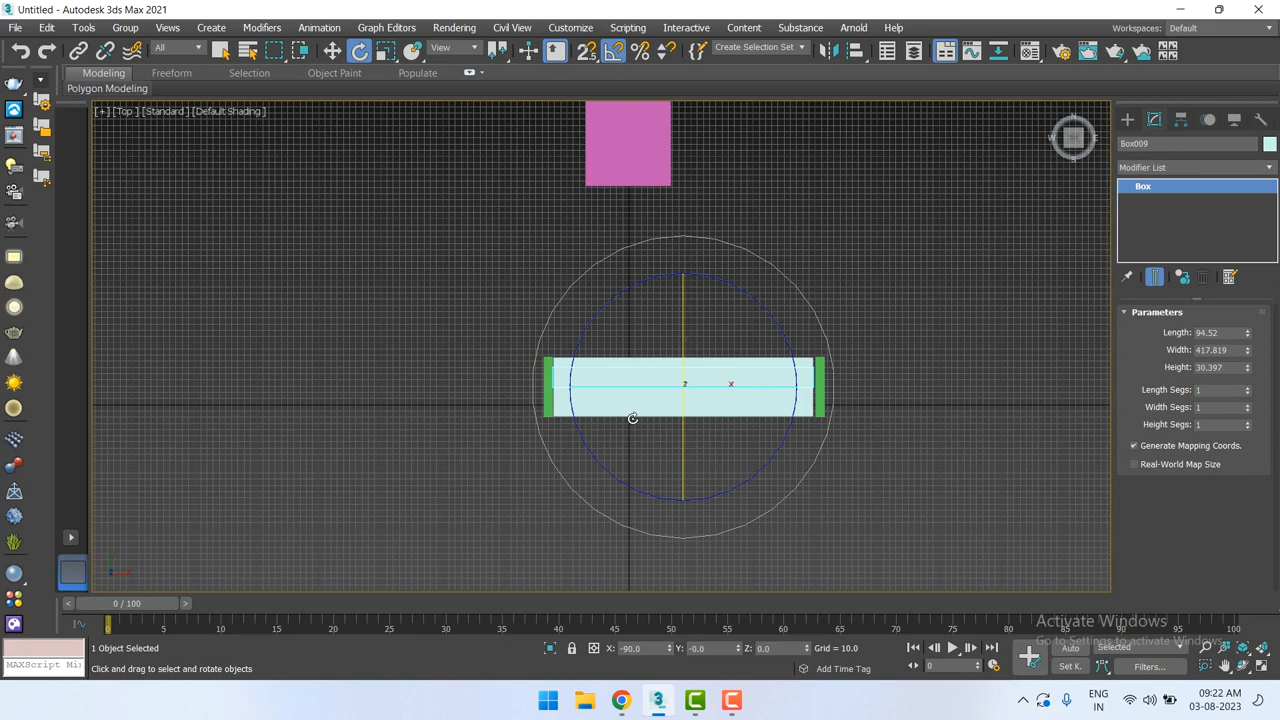 Untitled - Autodesk 3ds Max 2021
File Edit Tools Group Views Create Modifiers Animation Graph Editors Rendering Civil View Customize Scripting Interactive Content Substance Arnold Help Workspaces: Default
All View Create Selection Set
Modeling Freeform Selection Object Paint Populate
Polygon Modeling
[+] [Top ] [Standard ] [Default Shading ]
N
W E
S
Box009
Modifier List
Box
z x
Parameters
Length: 94.52
Width: 417.819
Height: 30.397
Length Segs: 1
Width Segs: 1
Height Segs: 1
Generate Mapping Coords.
Real-World Map Size
z x
< 0 / 100 >
0 5 10 15 20 25 30 35 40 45 50 55 60 65 70 75 80 85 90 95 100
Activate Windows
Go to Settings to activate Windows.
1 Object Selected X: -90.0 Y: -0.0 Z: 0.0 Grid = 10.0 Auto Selected
MAXScript Mi Click and drag to select and rotate objects Add Time Tag 0 Set K. Filters...
ENG
IN
09:22 AM
03-08-2023